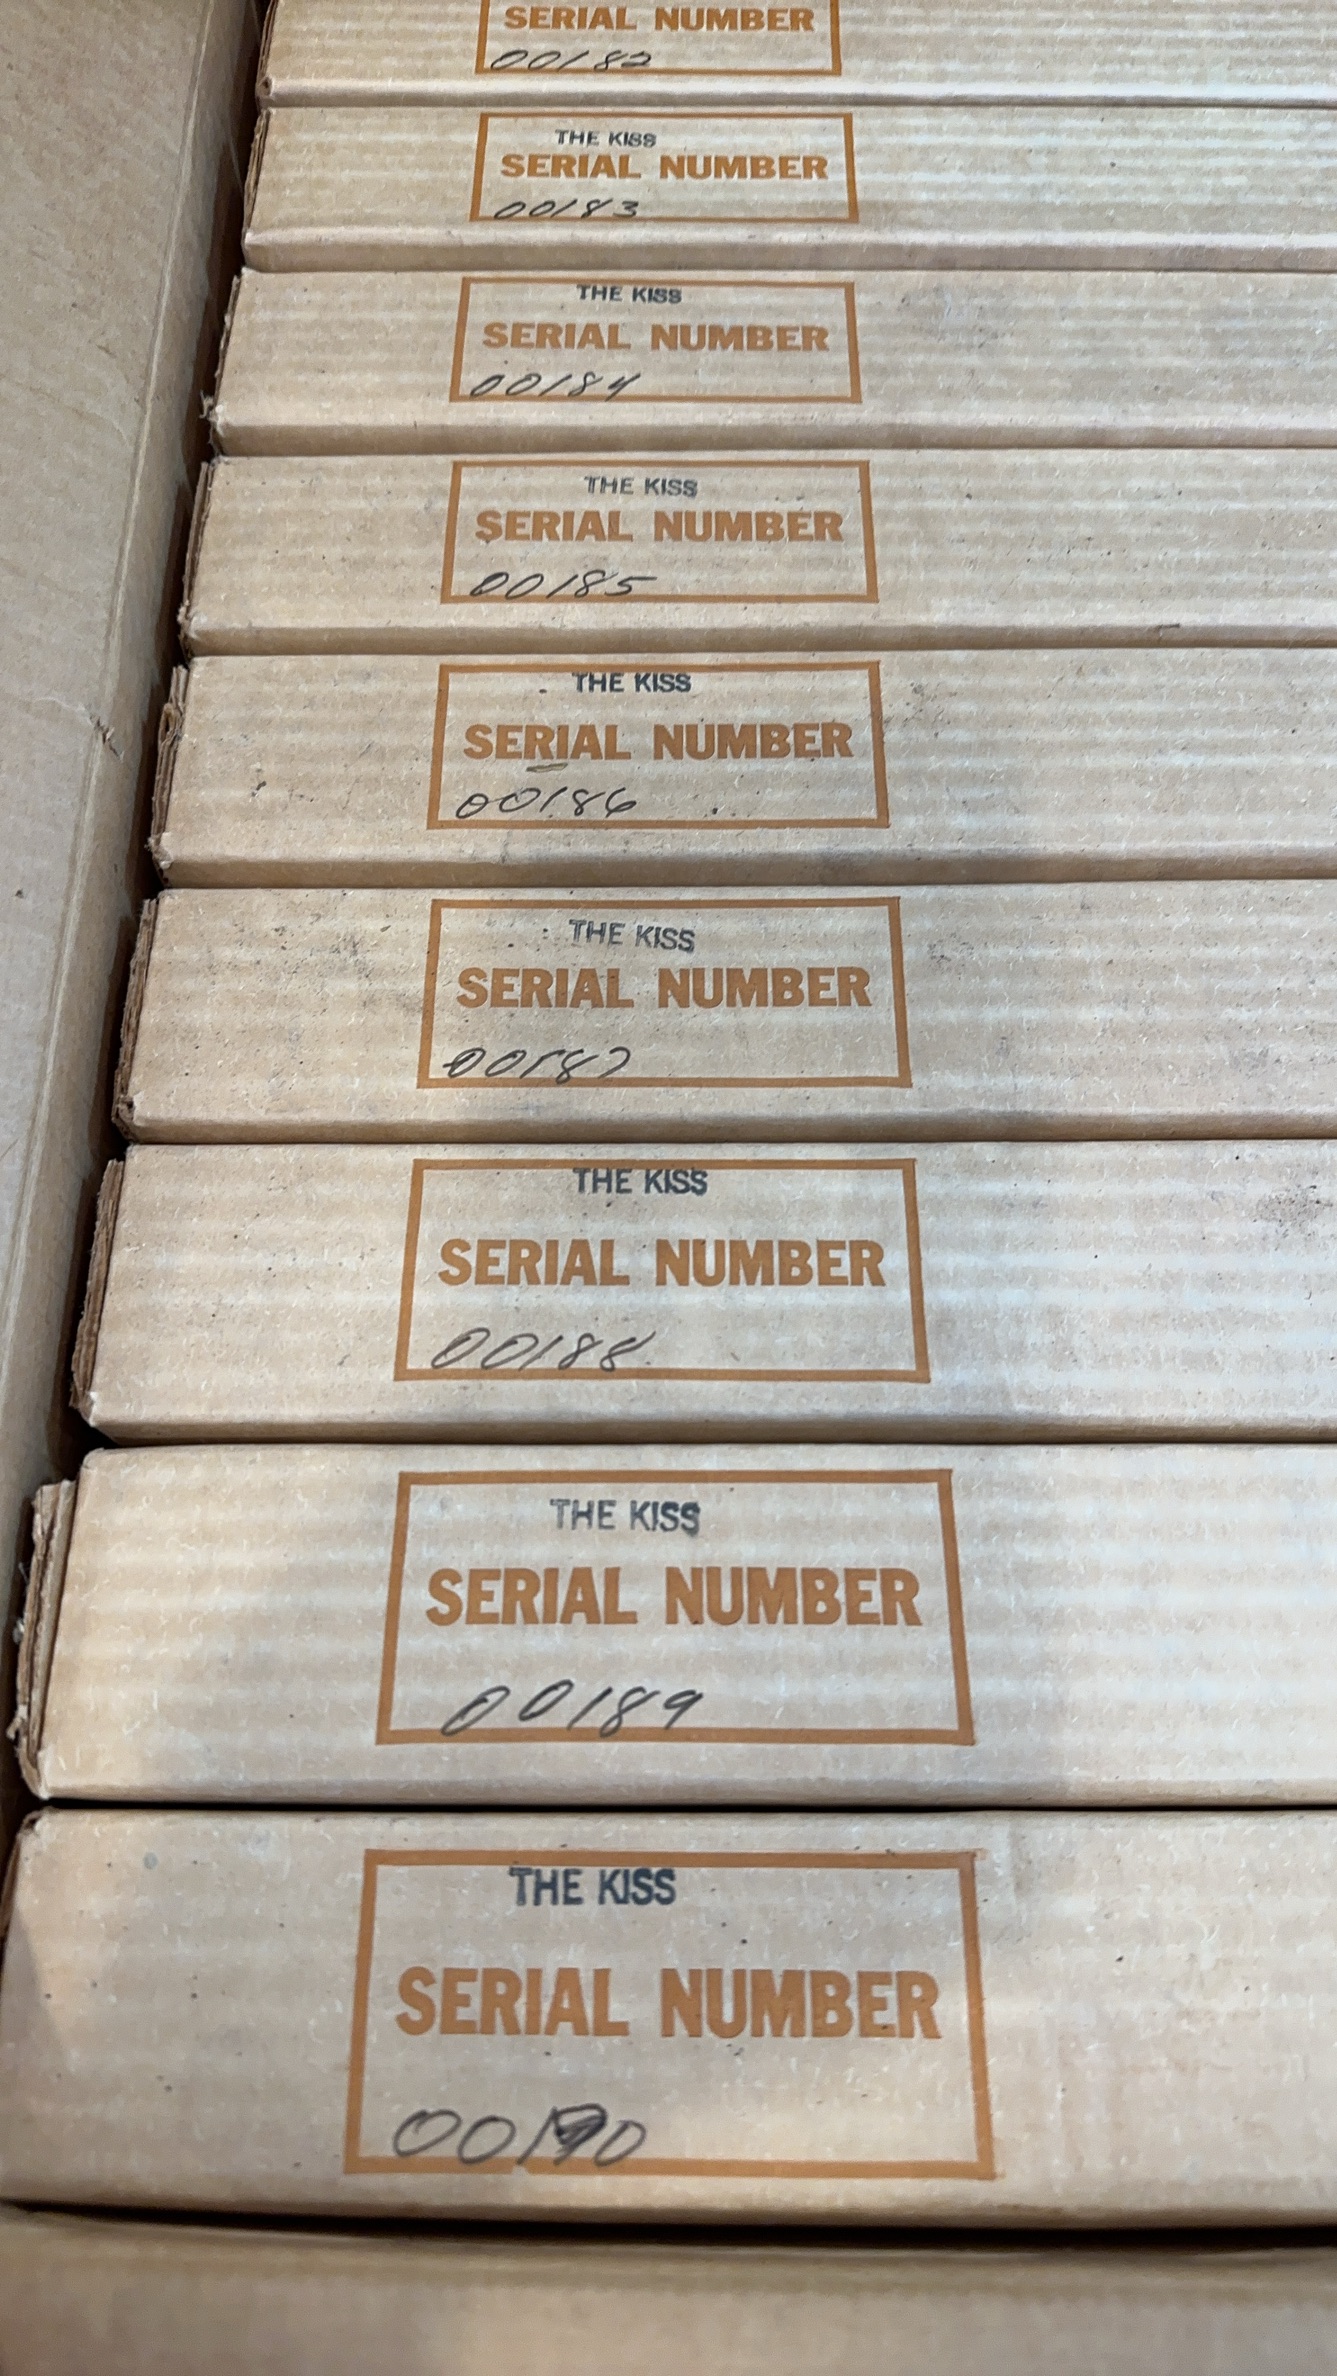 SERIAL NUMBER
00182
THE KISS
SERIAL NUMBER
00183
THE KISS
SERIAL NUMBER
00184
THE KISS
SERIAL NUMBER
00185
THE KISS
SERIAL NUMBER
00186
THE KISS
SERIAL NUMBER
00187
THE KISS
SERIAL NUMBER
00188
THE KISS
SERIAL NUMBER
00189
THE KISS
SERIAL NUMBER
00190